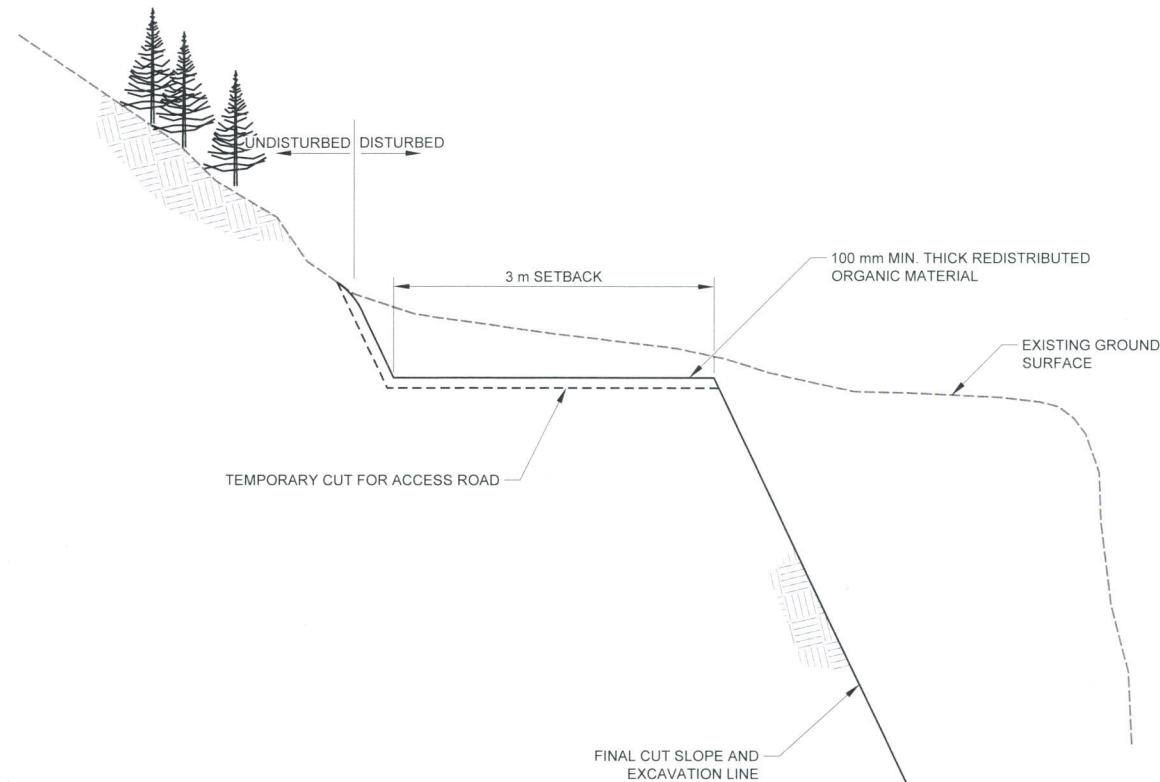 UNDISTURBED DISTURBED
3 m SETBACK
100 mm MIN. THICK REDISTRIBUTED
ORGANIC MATERIAL
EXISTING GROUND
SURFACE
TEMPORARY CUT FOR ACCESS ROAD
FINAL CUT SLOPE AND
EXCAVATION LINE